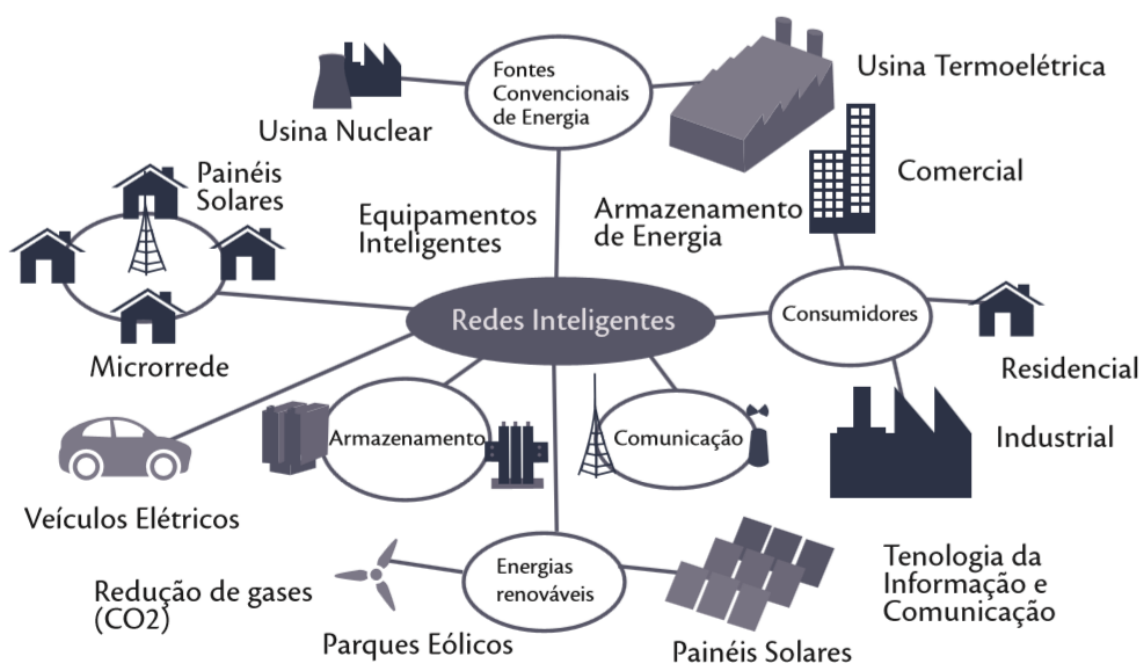 Fontes
Convencionais
de Energia
Usina Termoelétrica
Usina Nuclear
Comercial
Painéis
Solares
Equipamentos
Inteligentes
Armazenamento
de Energia
Redes Inteligentes
Consumidores
Microrrede
Residencial
Armazenamento
Comunicação
Industrial
Veículos Elétricos
Energias
renováveis
Tenologia da
Informação e
Comunicação
Redução de gases
(CO2)
Parques Eólicos
Painéis Solares